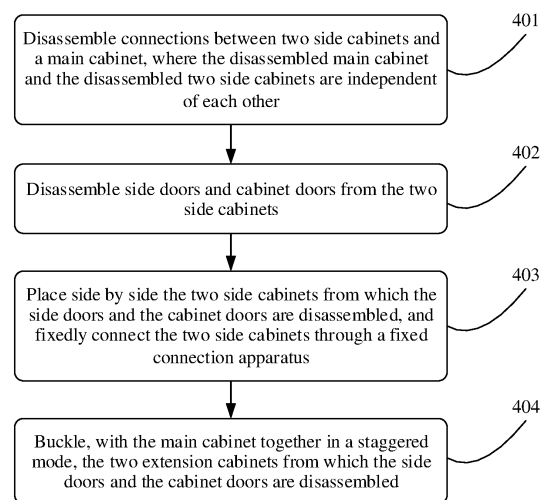 401
Disassemble connections between two side cabinets and
a main cabinet, where the disassembled main cabinet
and the disassembled two side cabinets are independent
of each other
402
Disassemble side doors and cabinet doors from the two
side cabinets
403
Place side by side the two side cabinets from which the
side doors and the cabinet doors are disassembled, and
fixedly connect the two side cabinets through a fixed
connection apparatus
404
Buckle, with the main cabinet together in a staggered
mode, the two extension cabinets from which the side
doors and the cabinet doors are disassembled